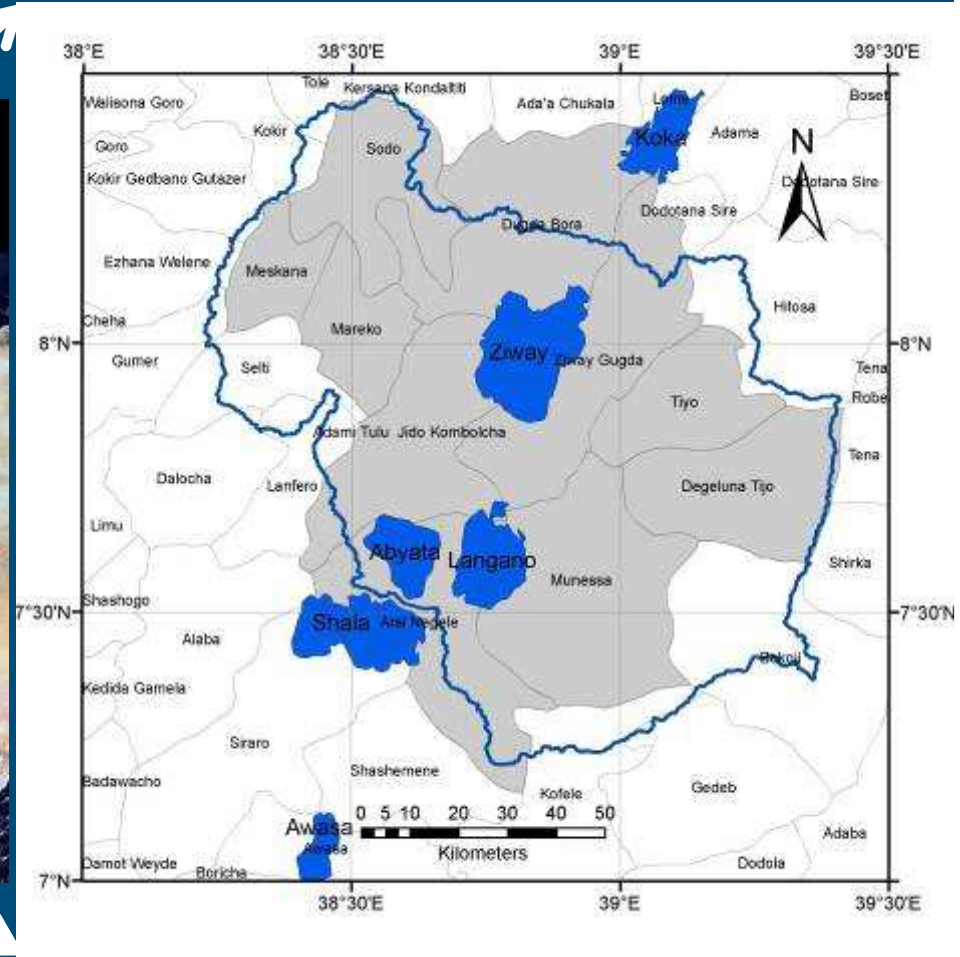 38°E 38°30'E 39°E 39°30'E
Tole Kersana Kondaltiti
Walisona Goro Ada'a Chukala Lome Boset
Kokir Koka Adama N
Goro Sodo
Kokir Gedbano Gutazer Dodotana Sire
Dodotana Sire
Dugda Bora
Ezhana Welene Meskana
Hitosa
Cheha Mareko
8°N Ziway 8°N
Gumer Selti Ziway Gugda Tena
Tiyo Robe
Adami Tulu Jido Kombolcha
Tena
Dalocha Lanfero Degeluna Tijo
Limu
Abyata Langano Shirka
Munessa
Shashogo
7°30'N Shala Arsi Negele 7°30'N
Alaba
Bekoji
Kedida Gamela
Siraro
Shashemene
Badawacho Kofele Gedeb
0 5 10 20 30 40 50
Awasa Adaba
Awasa Kilometers
Damot Weyde Boricha Dodola
7°N 7°N
38°30'E 39°E 39°30'E